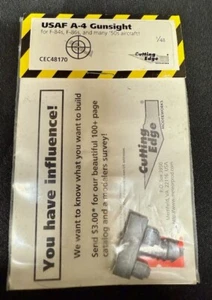 USAF A-4 Gunsight
for F-84s, F-86s, and many '50s aircraft!
1/48
CEC48170
You have influence!
We want to know what you want to build
Send $3.00* for our beautiful 100+ page
catalog and a modelers survey!
Cutting
Edge